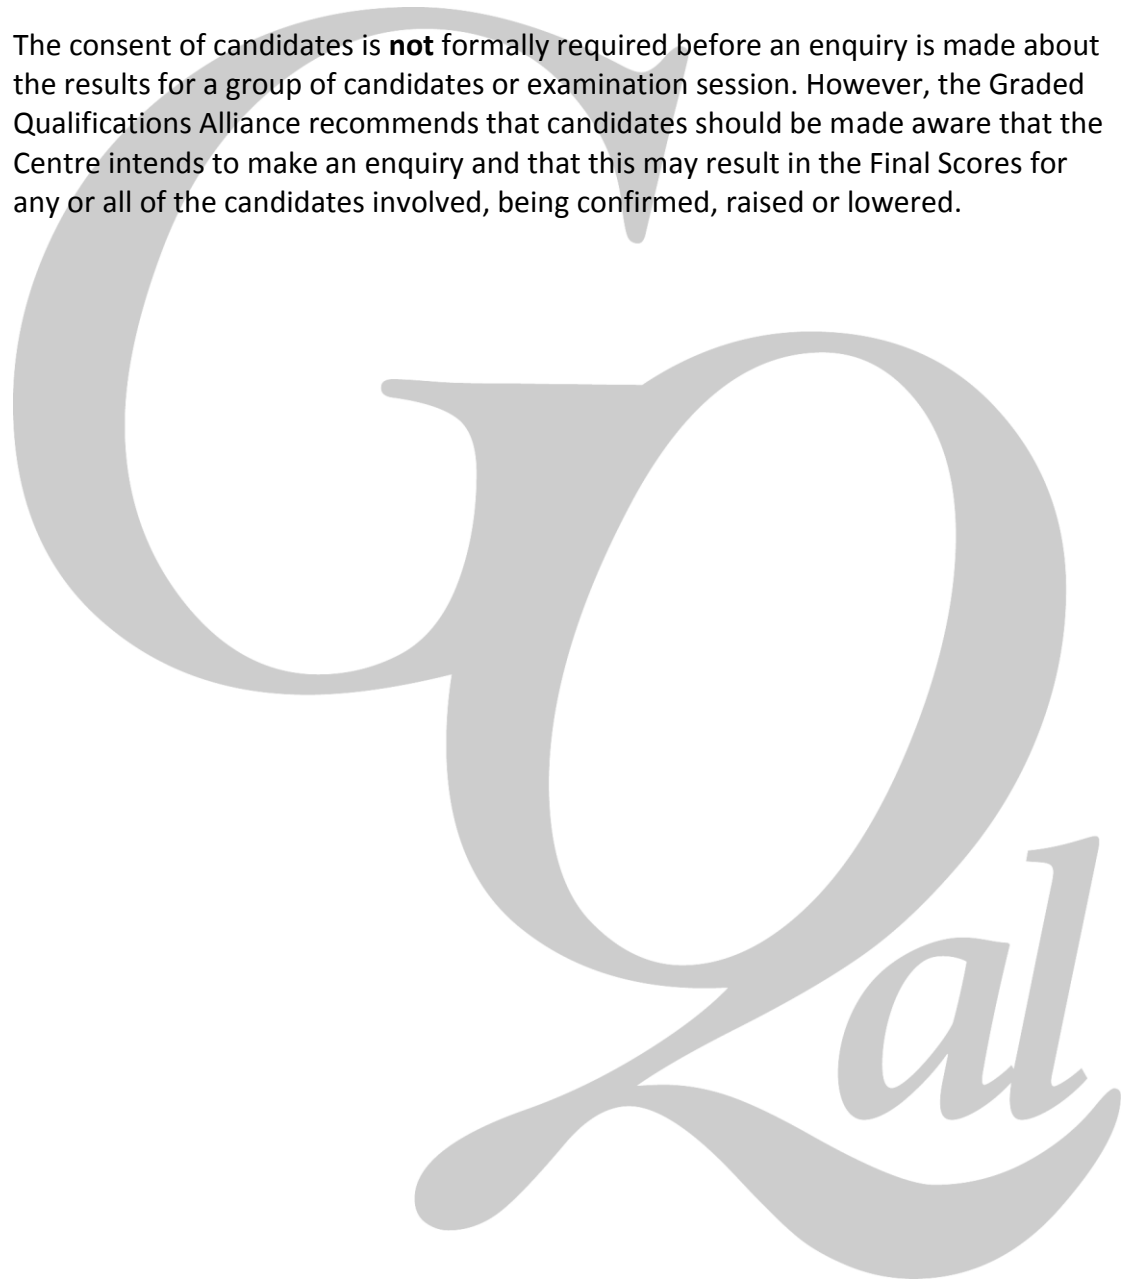 The consent of candidates is not formally required before an enquiry is made about
the results for a group of candidates or examination session. However, the Graded
Qualifications Alliance recommends that candidates should be made aware that the
Centre intends to make an enquiry and that this may result in the Final Scores for
any or all of the candidates involved, being confirmed, raised or lowered.
GQal